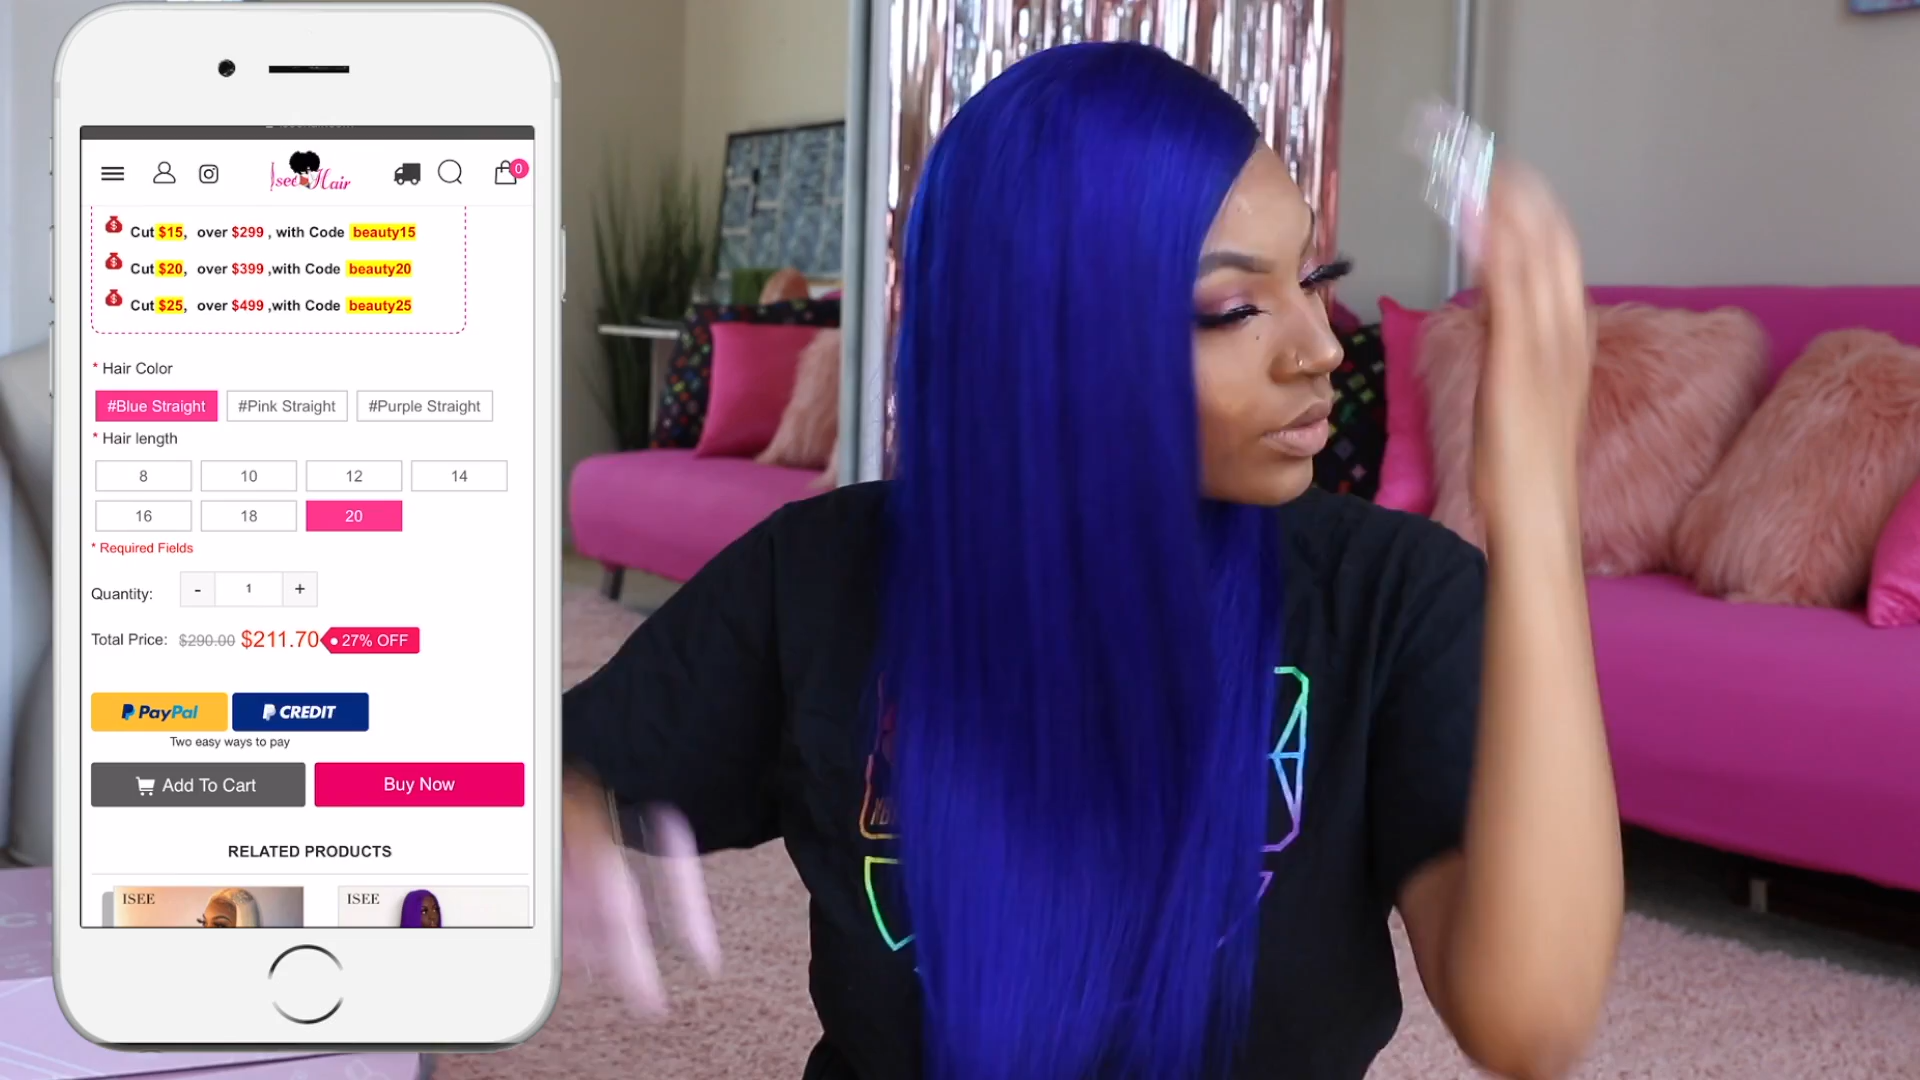 Isee Hair
0
Cut $15, over $299 , with Code beauty15
Cut $20, over $399 ,with Code beauty20
Cut $25, over $499 ,with Code beauty25
* Hair Color
#Blue Straight #Pink Straight #Purple Straight
* Hair length
8 10 12 14
16 18 20
* Required Fields
Quantity: - 1 +
Total Price: $290.00 $211.70 27% OFF
PayPal CREDIT
Two easy ways to pay
Add To Cart Buy Now
RELATED PRODUCTS
ISEE ISEE